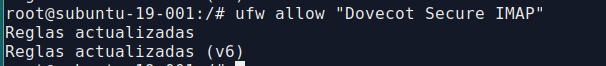 root@subuntu-19-001:/# ufw allow "Dovecot Secure IMAP"
Reglas actualizadas
Reglas actualizadas (v6)